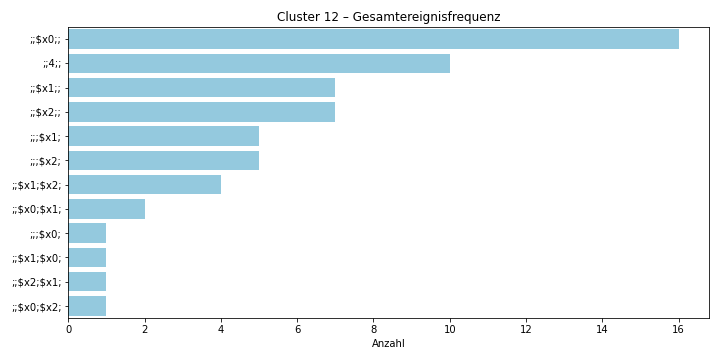 Cluster 12 – Gesamtereignisfrequenz
;;$x0;;
;;4;;
;;$x1;;
;;$x2;;
;;;$x1;
;;;$x2;
;;$x1;$x2;
;;$x0;$x1;
;;;$x0;
;;$x1;$x0;
;;$x2;$x1;
;;$x0;$x2;
0 2 4 6 8 10 12 14 16
Anzahl